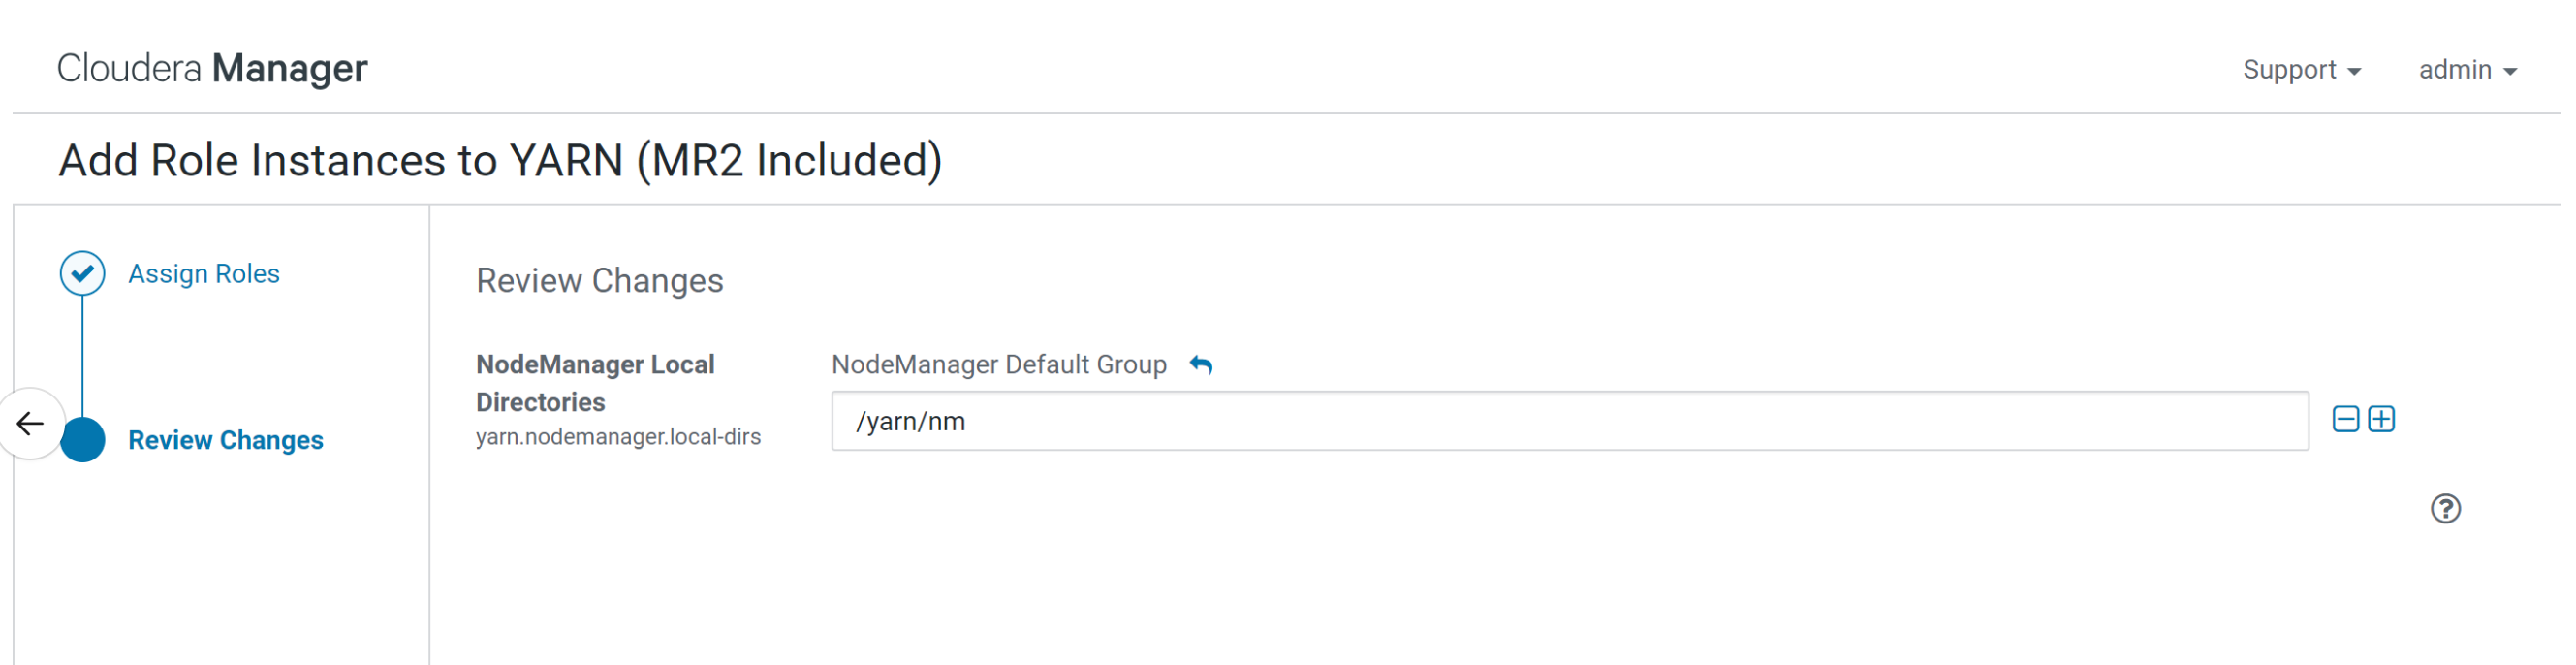 Cloudera Manager
Support
admin
Add Role Instances to YARN (MR2 Included)
Assign Roles
Review Changes
Review Changes
NodeManager Local
Directories
yarn.nodemanager.local-dirs
NodeManager Default Group
/yarn/nm